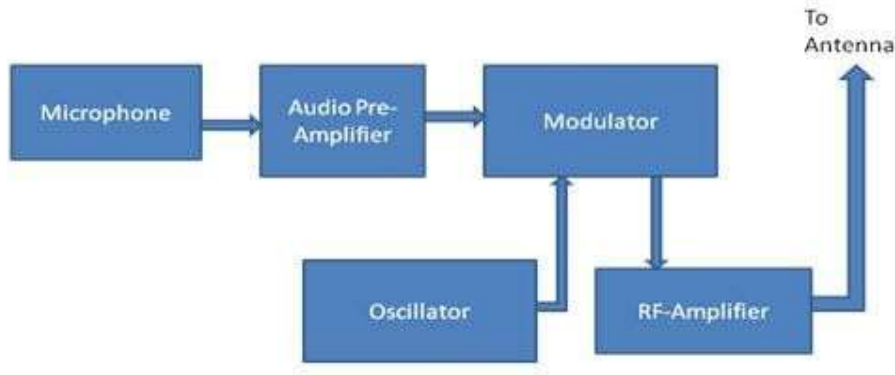 To
Antenna
Microphone
Audio Pre-
Amplifier
Modulator
Oscillator
RF-Amplifier